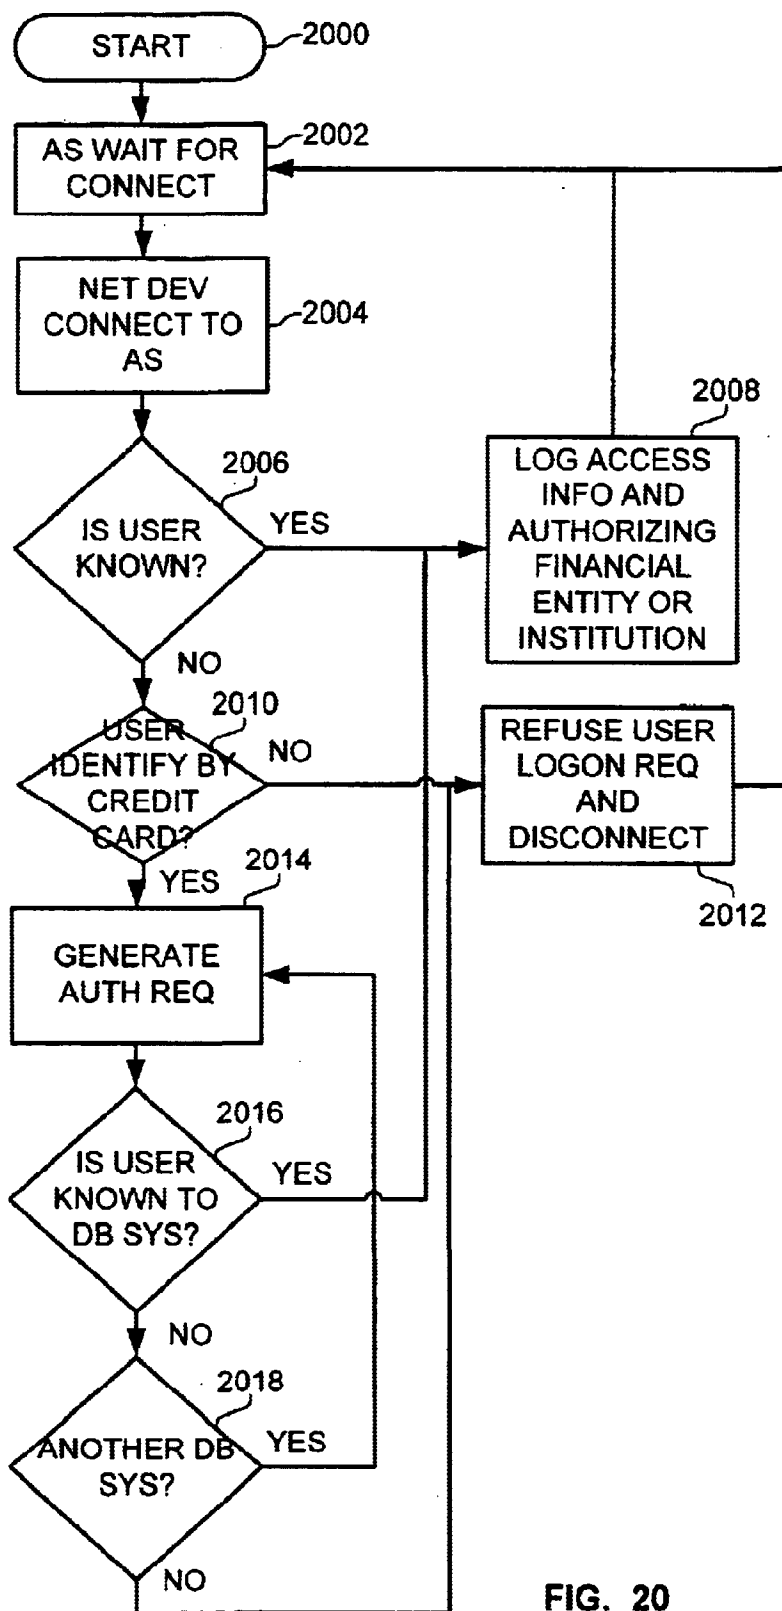 START
2000
AS WAIT FOR
CONNECT
2002
NET DEV
CONNECT TO
AS
2004
IS USER
KNOWN?
2006
YES
NO
LOG ACCESS
INFO AND
AUTHORIZING
FINANCIAL
ENTITY OR
INSTITUTION
2008
USER
IDENTIFY BY
CREDIT
CARD?
2010
NO
YES
REFUSE USER
LOGON REQ
AND
DISCONNECT
2012
GENERATE
AUTH REQ
2014
IS USER
KNOWN TO
DB SYS?
2016
YES
NO
ANOTHER DB
SYS?
2018
YES
NO
FIG. 20